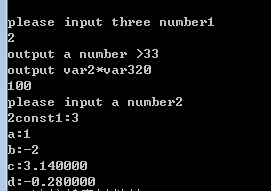 please input three number1
2
output a number >33
output var2*var320
100
please input a number2
2const1:3
a:1
b:-2
c:3.140000
d:-0.280000